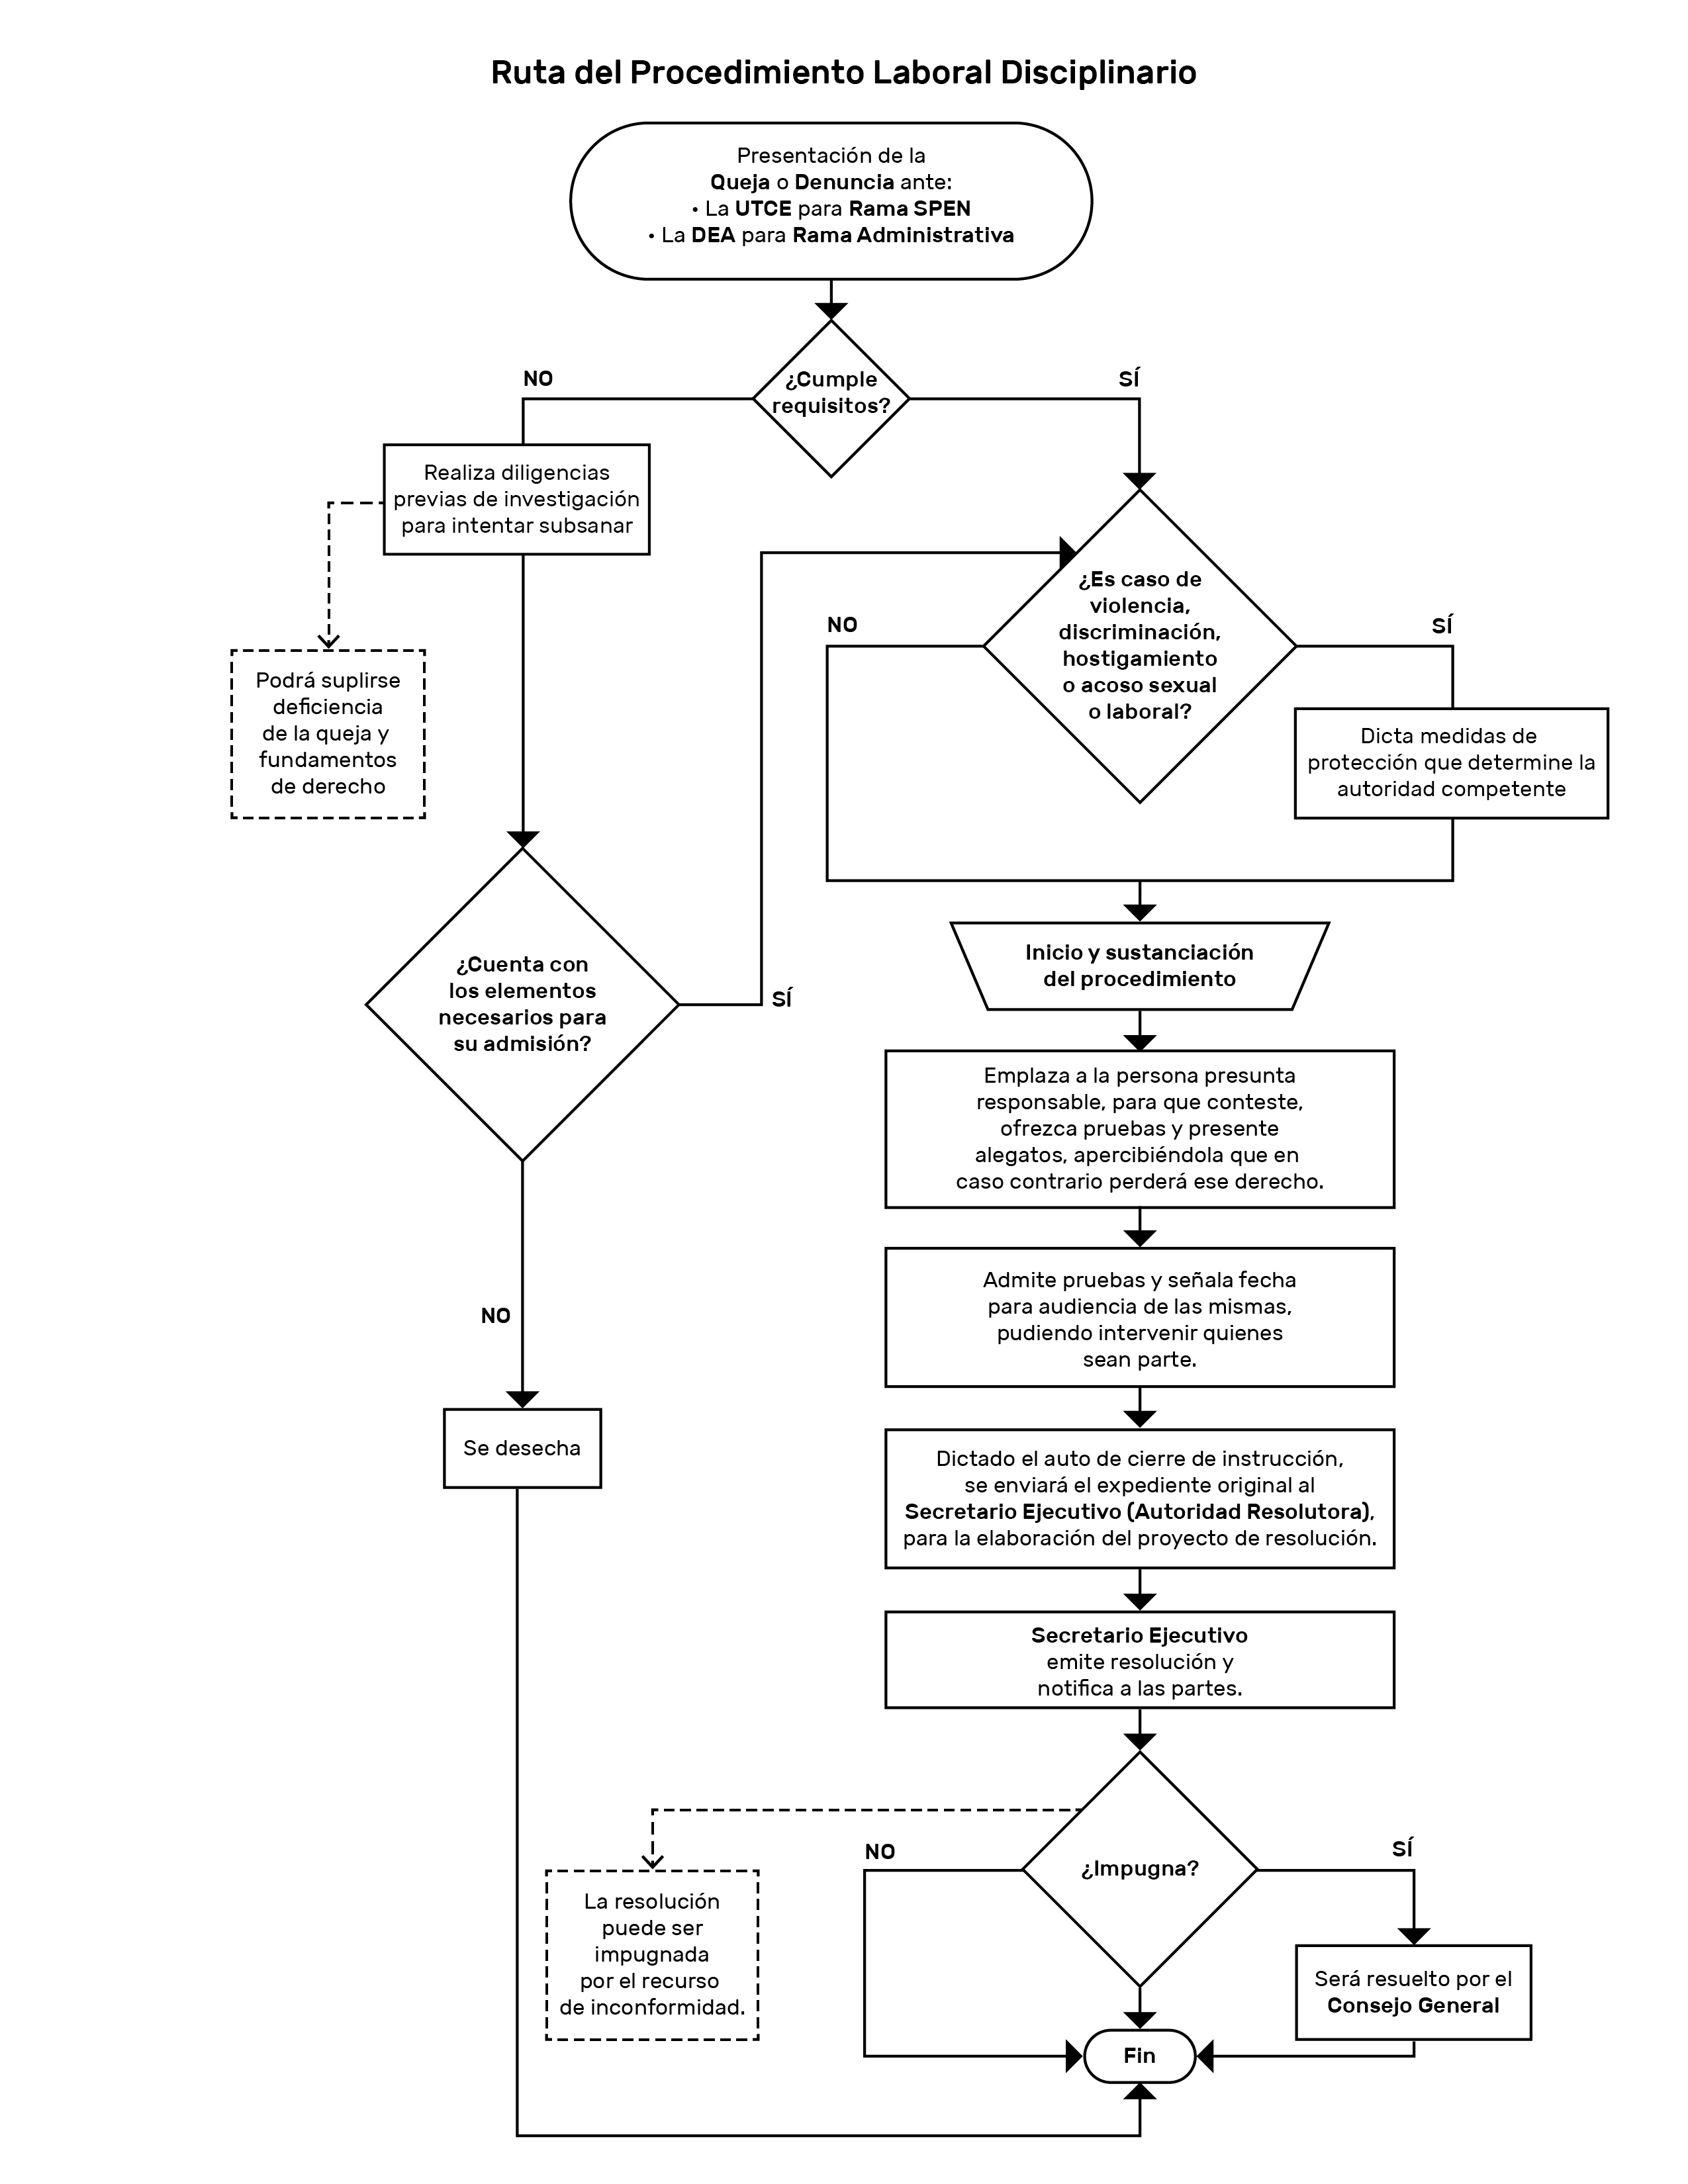 Ruta del Procedimiento Laboral Disciplinario
Presentación de la
Queja o Denuncia ante:
• La UTCE para Rama SPEN
• La DEA para Rama Administrativa
¿Cumple
requisitos?
NO
SÍ
Realiza diligencias
previas de investigación
para intentar subsanar
Podrá suplirse
deficiencia
de la queja y
fundamentos
de derecho
¿Cuenta con
los elementos
necesarios para
su admisión?
SÍ
NO
Se desecha
¿Es caso de
violencia,
discriminación,
hostigamiento
o acoso sexual
o laboral?
NO
SÍ
Dicta medidas de
protección que determine la
autoridad competente
Inicio y sustanciación
del procedimiento
Emplaza a la persona presunta
responsable, para que conteste,
ofrezca pruebas y presente
alegatos, apercibiéndola que en
caso contrario perderá ese derecho.
Admite pruebas y señala fecha
para audiencia de las mismas,
pudiendo intervenir quienes
sean parte.
Dictado el auto de cierre de instrucción,
se enviará el expediente original al
Secretario Ejecutivo (Autoridad Resolutora),
para la elaboración del proyecto de resolución.
Secretario Ejecutivo
emite resolución y
notifica a las partes.
¿Impugna?
NO
SÍ
La resolución
puede ser
impugnada
por el recurso
de inconformidad.
Será resuelto por el
Consejo General
Fin